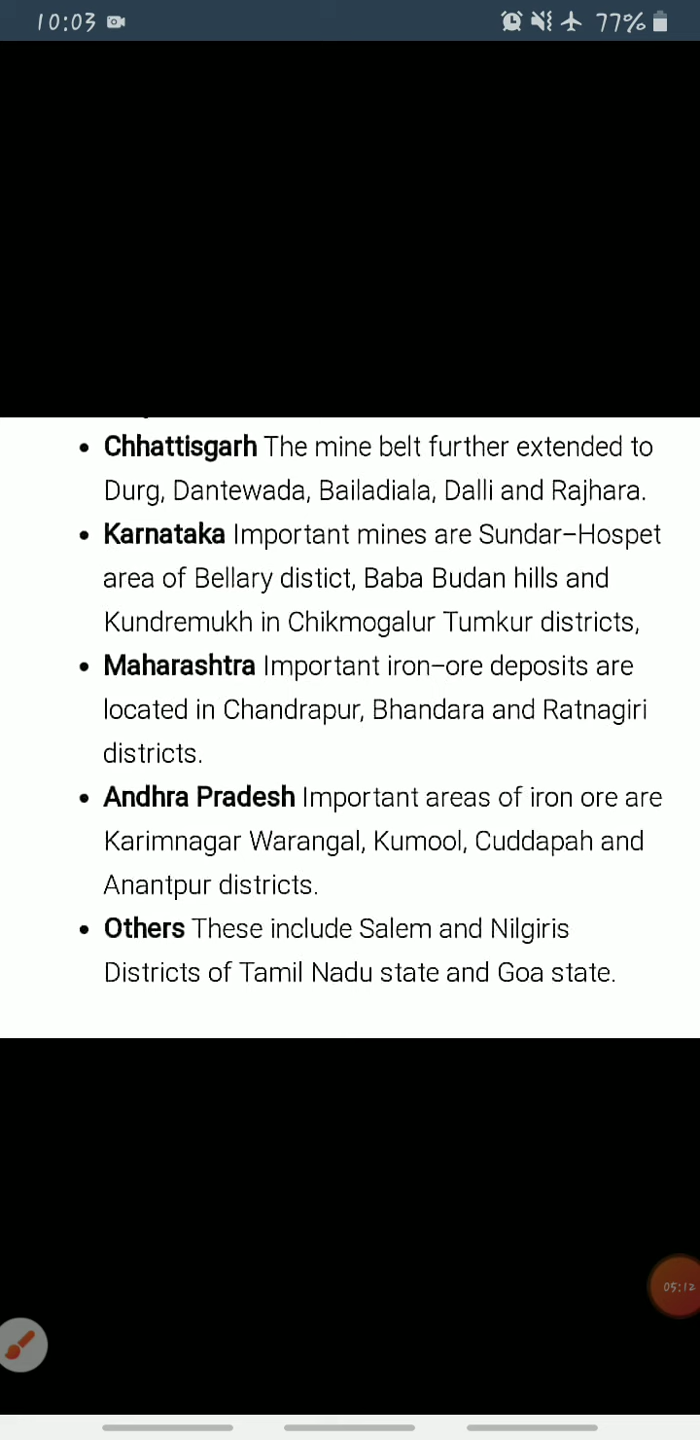 10:03
77%
Chhattisgarh The mine belt further extended to
Durg, Dantewada, Bailadiala, Dalli and Rajhara.
Karnataka Important mines are Sundar-Hospet
area of Bellary distict, Baba Budan hills and
Kundremukh in Chikmogalur Tumkur districts,
Maharashtra Important iron-ore deposits are
located in Chandrapur, Bhandara and Ratnagiri
districts.
Andhra Pradesh Important areas of iron ore are
Karimnagar Warangal, Kumool, Cuddapah and
Anantpur districts.
Others These include Salem and Nilgiris
Districts of Tamil Nadu state and Goa state.
05:12